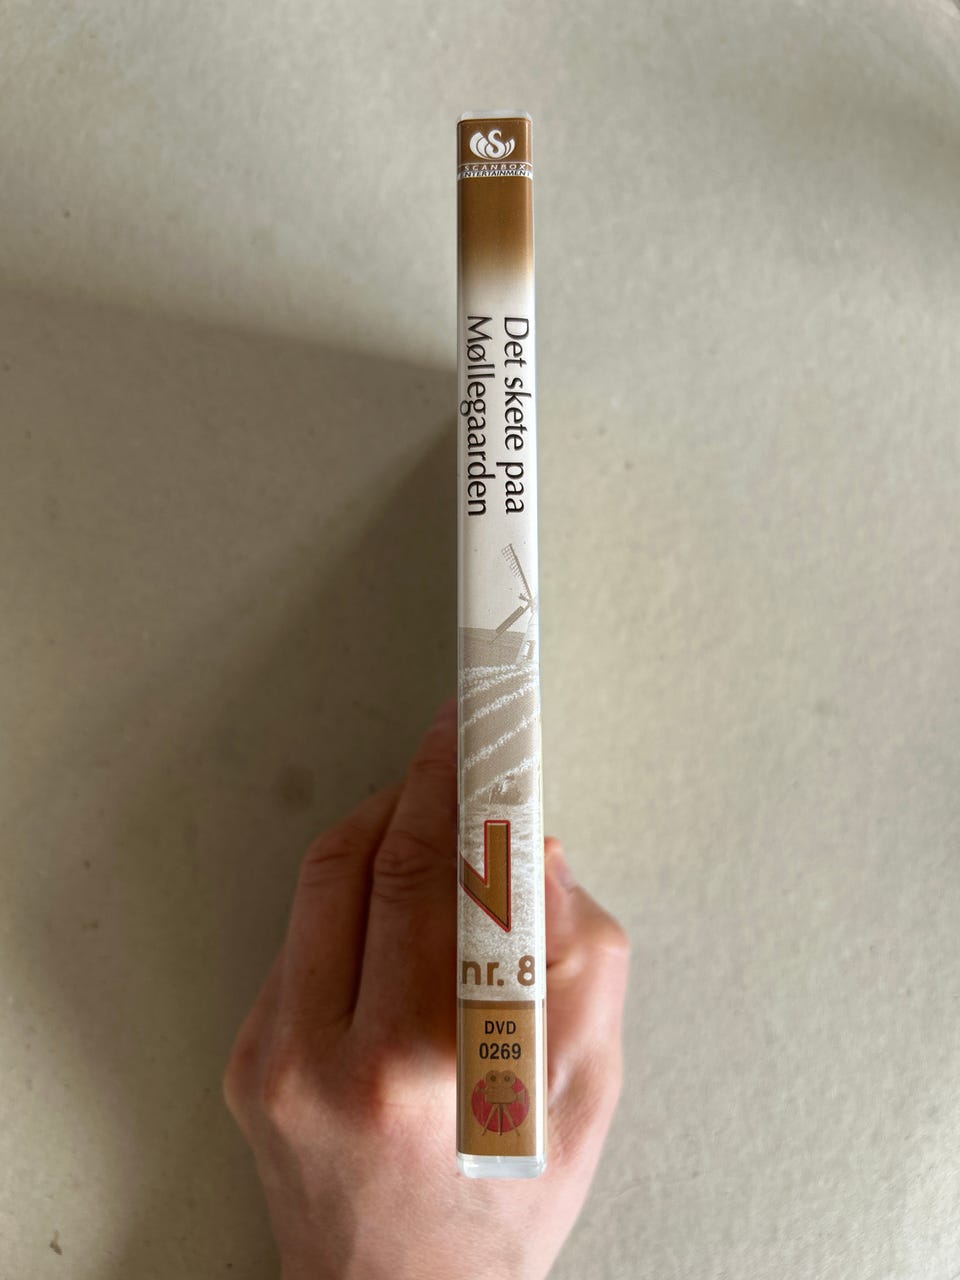 SCANBOX
ENTERTAINMENT
Det skete paa
Møllegaarden
nr. 8
DVD
0269